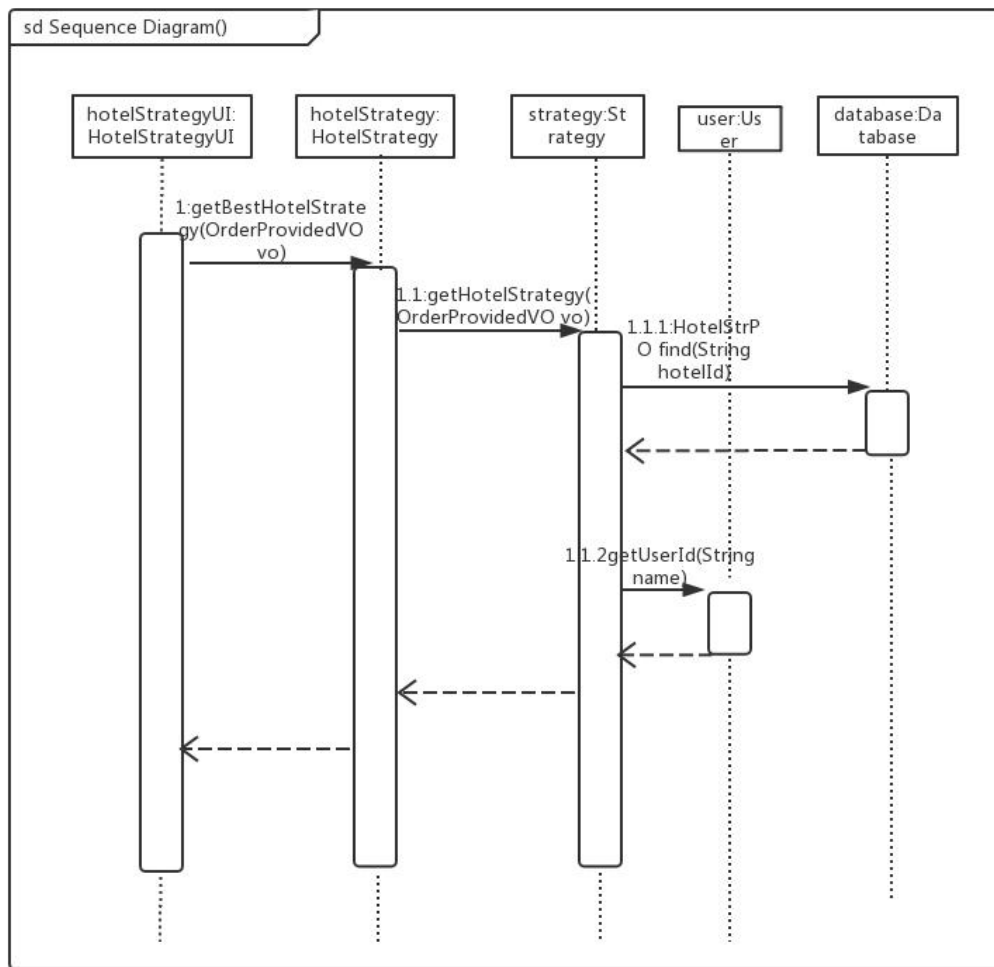 sd Sequence Diagram()
hotelStrategyUI:
HotelStrategyUI
hotelStrategy:
HotelStrategy
strategy:St
rategy
user:Us
er
database:Da
tabase
1:getBestHotelStrate
gy(OrderProvidedVO
vo)
1.1:getHotelStrategy(
OrderProvidedVO vo)
1.1.1:HotelStrP
O find(String
hotelId)
1.1.2getUserId(String
name)